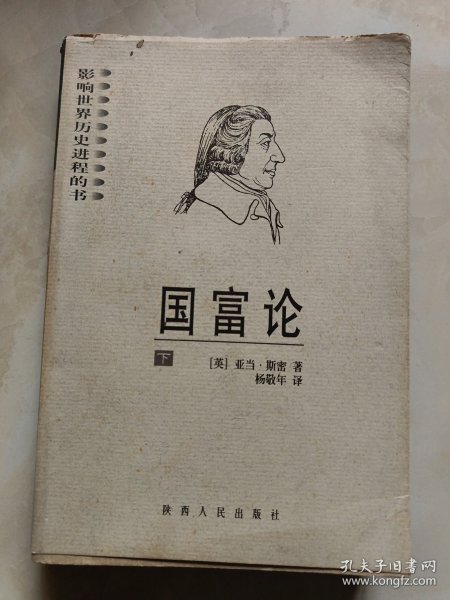 影响世界历史进程的书
国富论
下
[英] 亚当·斯密 著
杨敬年 译
陕西人民出版社
孔夫子旧书网
www.kongfz.com